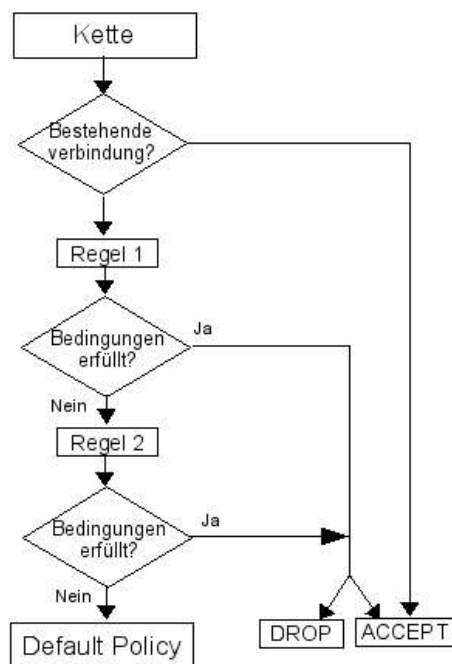 Kette
Bestehende
verbindung?
Regel 1
Bedingungen
erfüllt?
Ja
Nein
Regel 2
Bedingungen
erfüllt?
Ja
Nein
Default Policy
DROP
ACCEPT